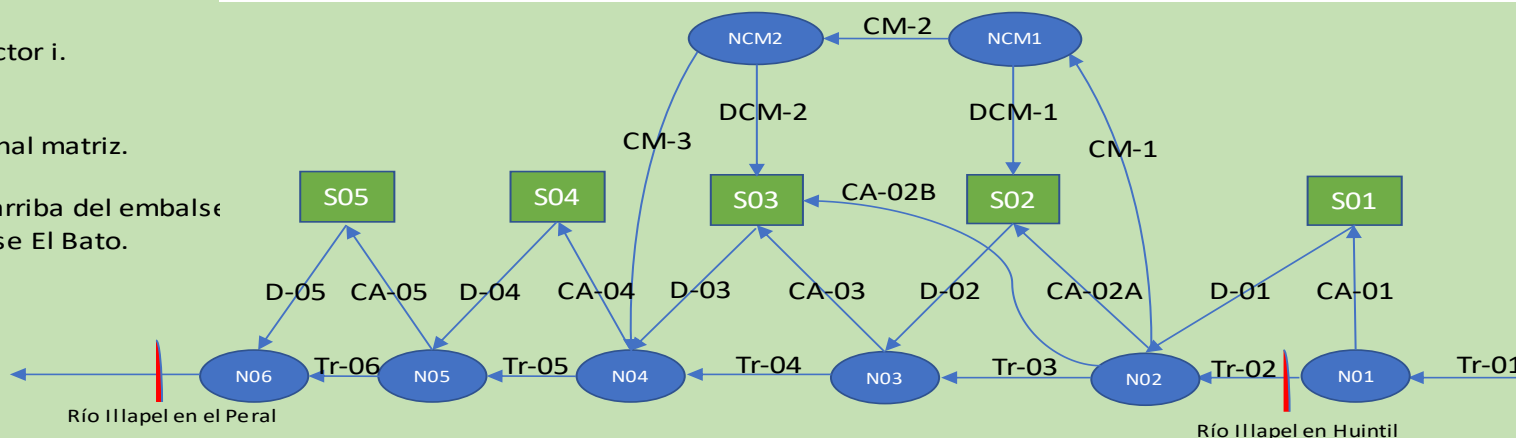 ctor i.
nal matriz.
arriba del embalse
se El Bato.
NCM2
CM-2
NCM1
DCM-2
DCM-1
CM-3
CM-1
S05
S04
S03
CA-02B
S02
S01
D-05
CA-05
D-04
CA-04
D-03
CA-03
D-02
CA-02A
D-01
CA-01
N06
Tr-06
N05
Tr-05
N04
Tr-04
N03
Tr-03
N02
Tr-02
N01
Tr-01
Río Illapel en el Peral
Río Illapel en Huintil